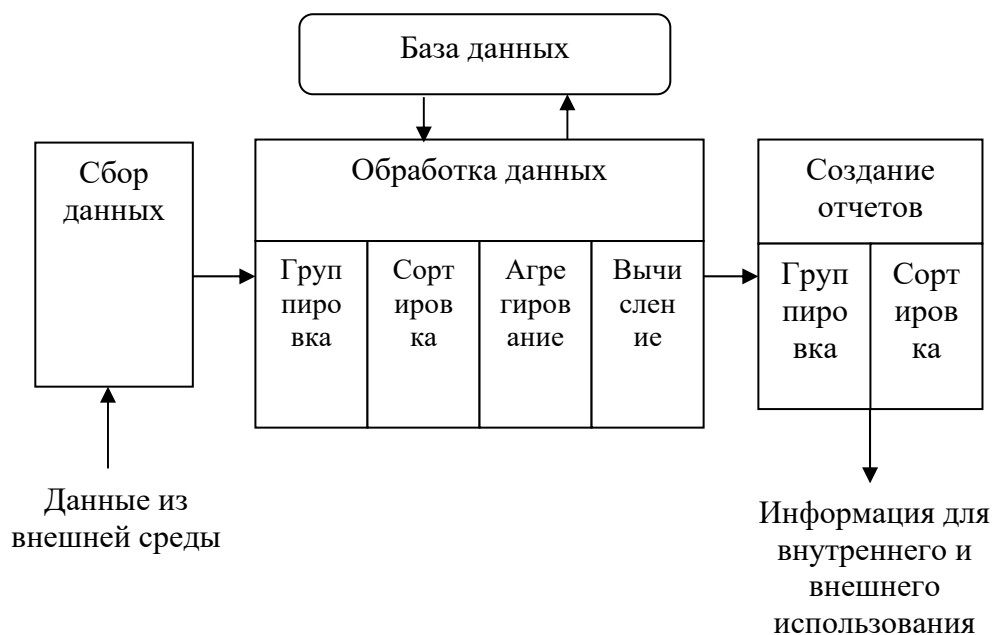 База данных
Сбор
данных
Обработка данных
Груп
пиро
вка
Сорт
иров
ка
Агре
гиров
ание
Вычи
слен
ие
Создание
отчетов
Груп
пиро
вка
Сорт
иров
ка
Данные из
внешней среды
Информация для
внутреннего и
внешнего
использования